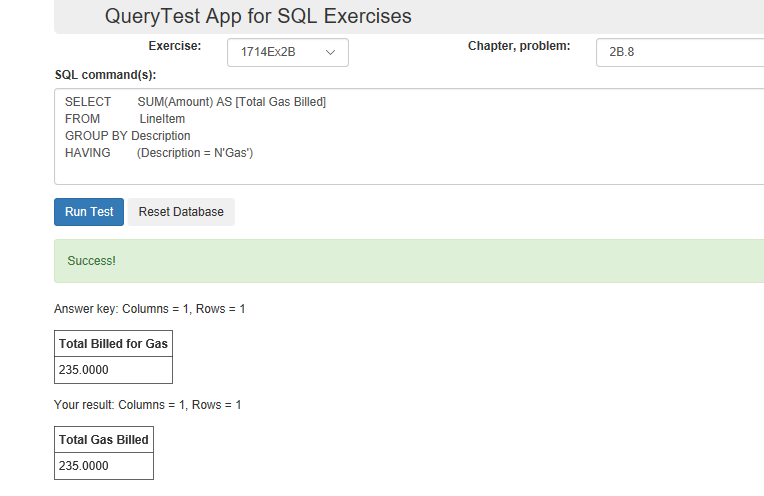 QueryTest App for SQL Exercises
Exercise: 1714Ex2B Chapter, problem: 2B.8
SQL command(s):
SELECT SUM(Amount) AS [Total Gas Billed]
FROM LineItem
GROUP BY Description
HAVING (Description = N'Gas')
Run Test Reset Database
Success!
Answer key: Columns = 1, Rows = 1
Total Billed for Gas
235.0000
Your result: Columns = 1, Rows = 1
Total Gas Billed
235.0000